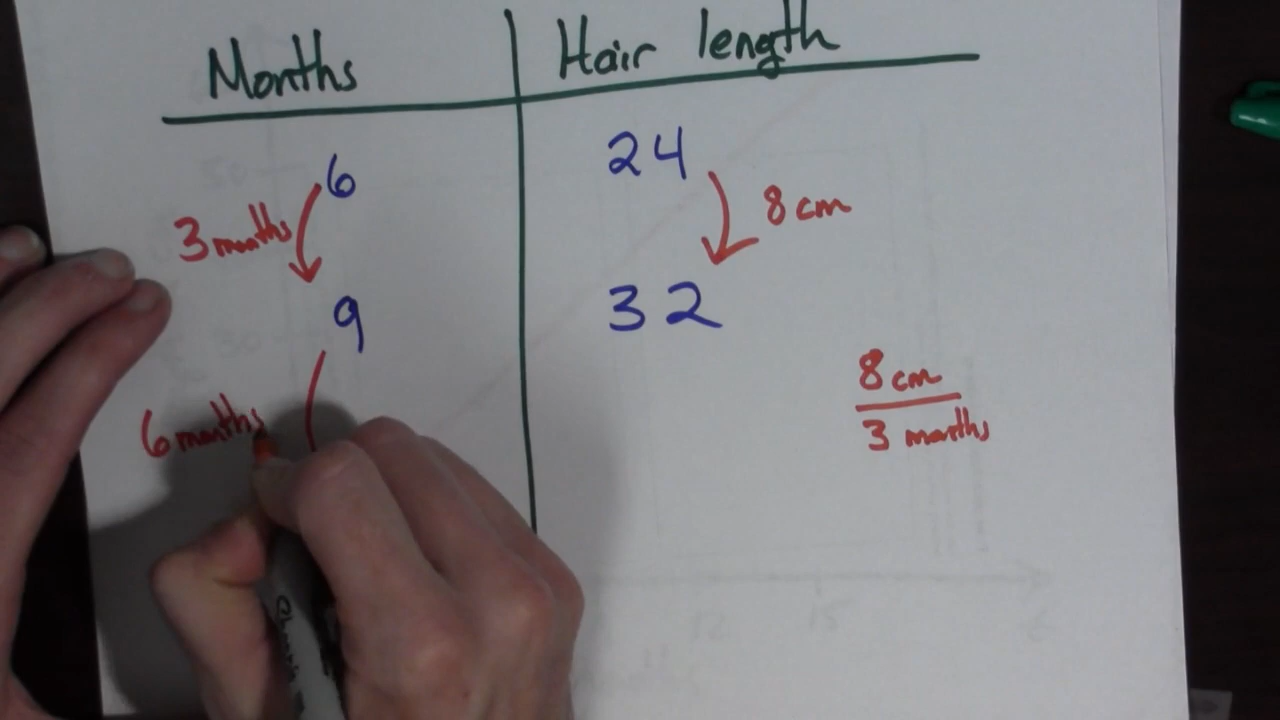 Months Hair length
6 24
3 months 8 cm
9 32
8 cm
3 months
6 months